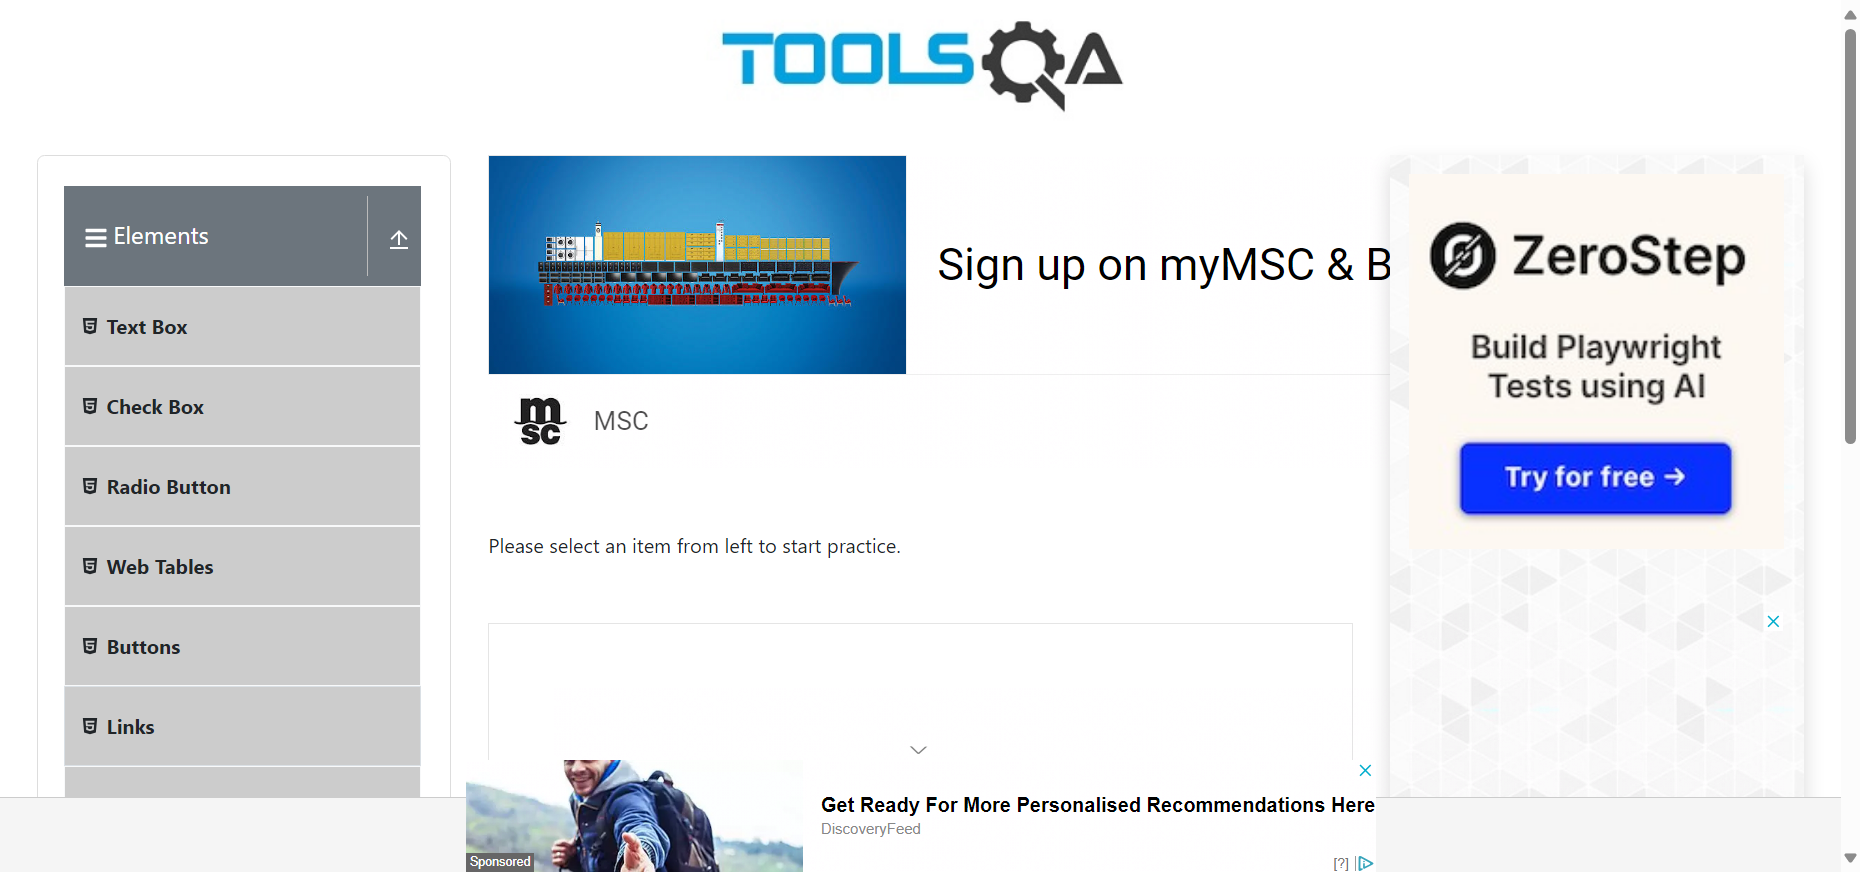 TOOLSQA
Elements
Text Box
Check Box
Radio Button
Web Tables
Buttons
Links
Sign up on myMSC & B
msc
MSC
Please select an item from left to start practice.
ZeroStep
Build Playwright
Tests using AI
Try for free →
Get Ready For More Personalised Recommendations Here
DiscoveryFeed
Sponsored
[?]